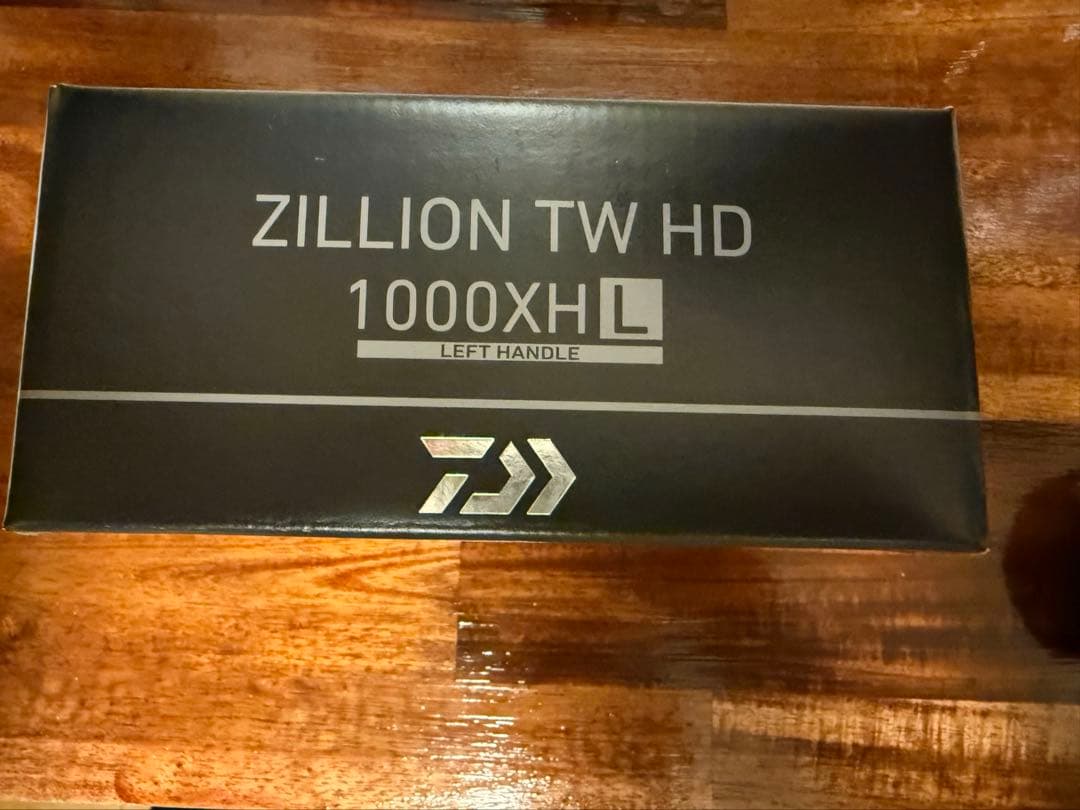 ZILLION TW HD
1000XHL
LEFT HANDLE